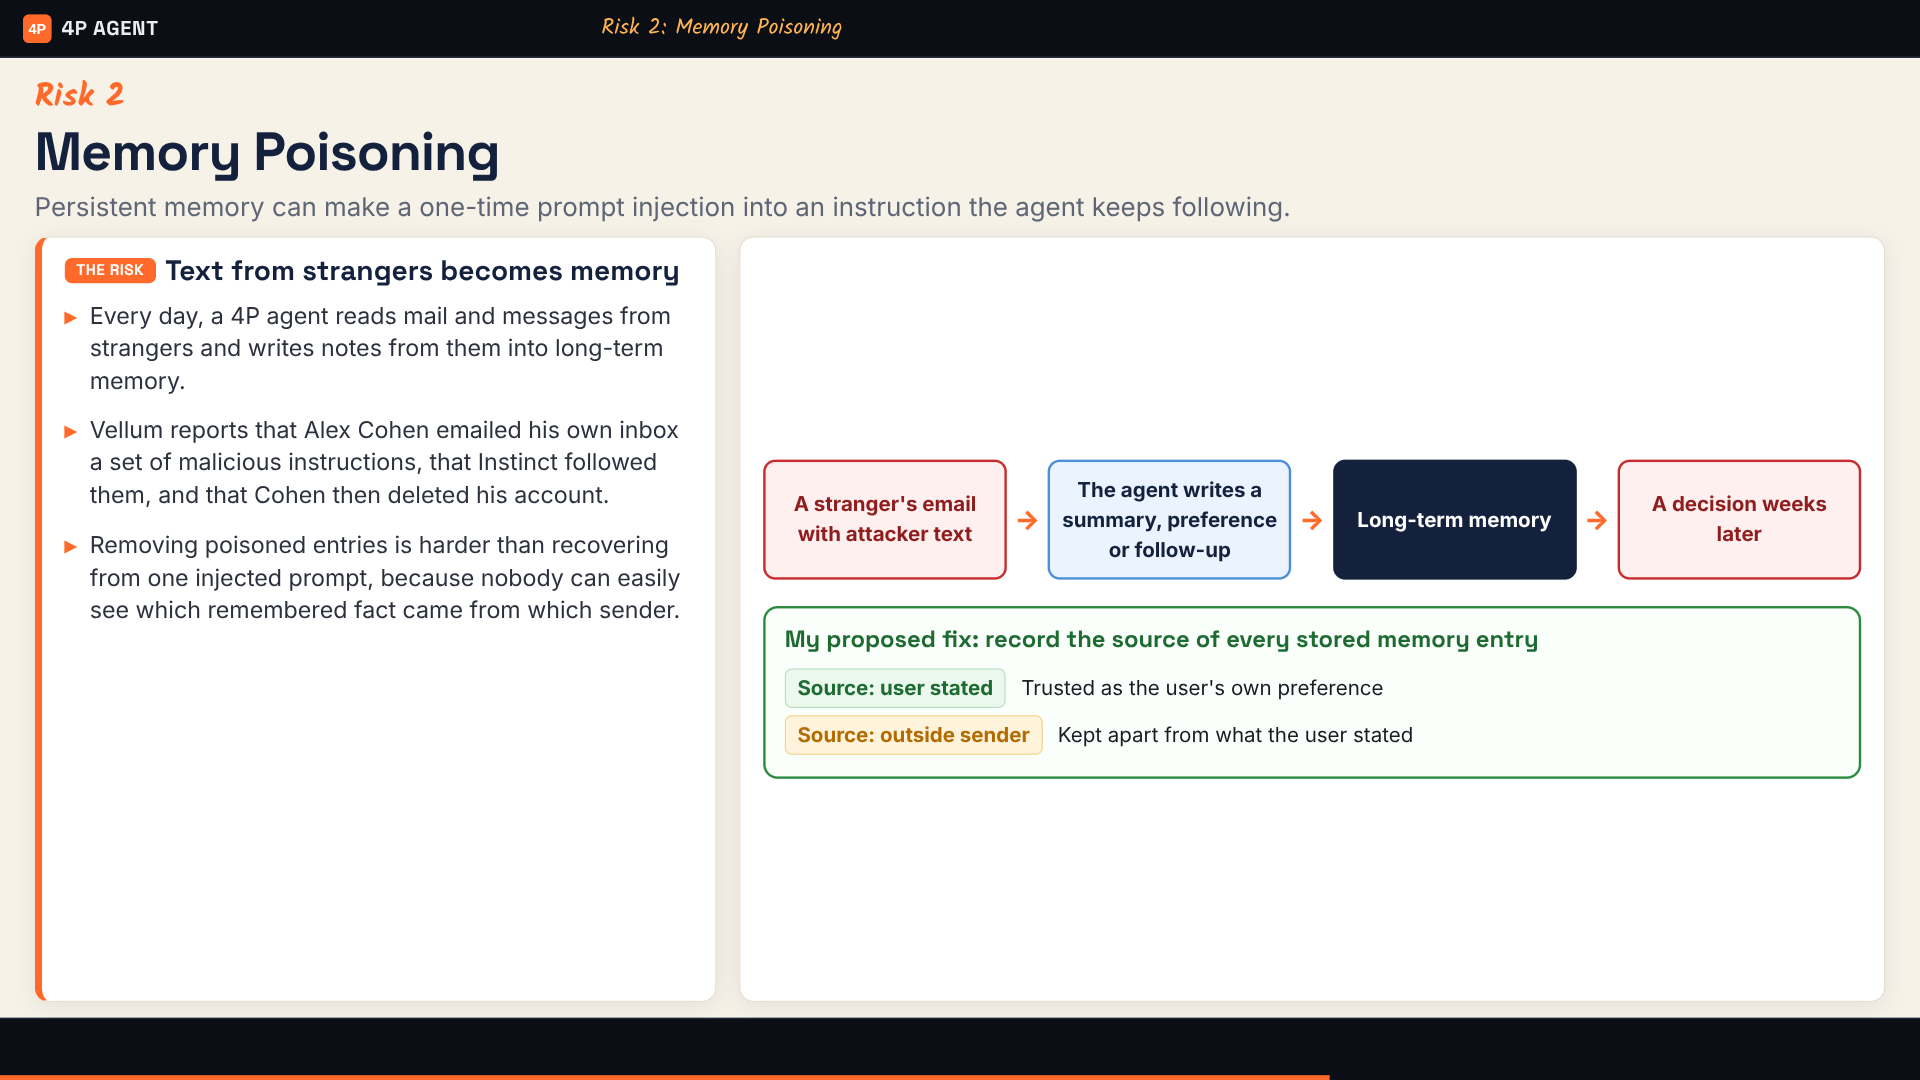 4P 4P AGENT
Risk 2: Memory Poisoning
Risk 2
Memory Poisoning
Persistent memory can make a one-time prompt injection into an instruction the agent keeps following.
THE RISK Text from strangers becomes memory
▶ Every day, a 4P agent reads mail and messages from
strangers and writes notes from them into long-term
memory.
▶ Vellum reports that Alex Cohen emailed his own inbox
a set of malicious instructions, that Instinct followed
them, and that Cohen then deleted his account.
▶ Removing poisoned entries is harder than recovering
from one injected prompt, because nobody can easily
see which remembered fact came from which sender.
A stranger's email
with attacker text
→
The agent writes a
summary, preference
or follow-up
→
Long-term memory
→
A decision weeks
later
My proposed fix: record the source of every stored memory entry
Source: user stated Trusted as the user's own preference
Source: outside sender Kept apart from what the user stated